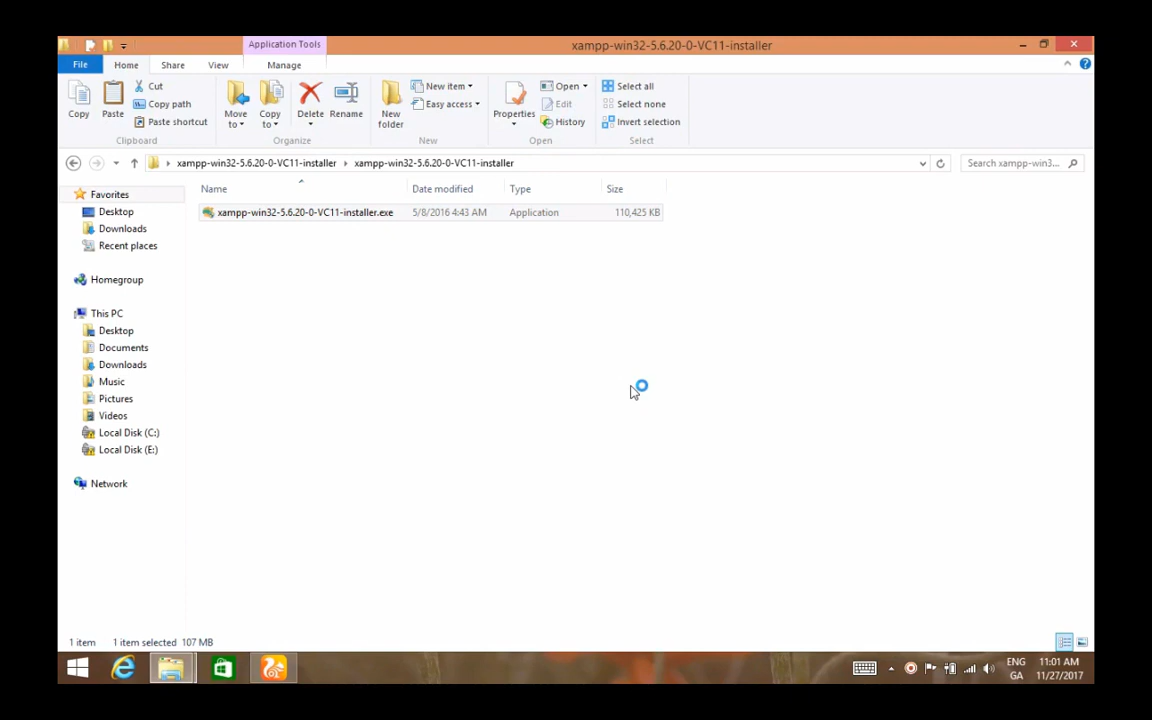 Application Tools
xampp-win32-5.6.20-0-VC11-installer
File Home Share View Manage
Copy
Paste
Cut
Copy path
Paste shortcut
Clipboard
Move to
Copy to
Delete
Rename
Organize
New folder
New item
Easy access
New
Properties
Open
Edit
History
Open
Select all
Select none
Invert selection
Select
xampp-win32-5.6.20-0-VC11-installer xampp-win32-5.6.20-0-VC11-installer
Search xampp-win3...
Name Date modified Type Size
xampp-win32-5.6.20-0-VC11-installer.exe 5/8/2016 4:43 AM Application 110,425 KB
Favorites
Desktop
Downloads
Recent places
Homegroup
This PC
Desktop
Documents
Downloads
Music
Pictures
Videos
Local Disk (C:)
Local Disk (E:)
Network
1 item 1 item selected 107 MB
ENG 11:01 AM
GA 11/27/2017